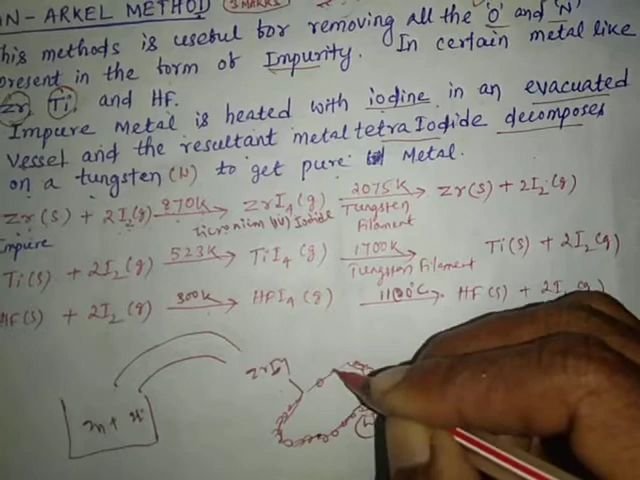 N-ARKEL METHOD 3 MARKS
his methods is useful for removing all the 'O' and 'N'
present in the form of Impurity. In certain metal like
Zr, Ti and HF.
Impure Metal is heated with iodine in an evacuated
vessel and the resultant metal tetra Iodide decomposes
on a tungsten (N) to get pure Metal.
Zr(s) + 2I₂(g) 870K ZrI₄(g) 2075K Tungsten Filament Zr(s) + 2I₂(g)
Impure Zicronium (IV) Iodide
Ti(s) + 2I₂(g) 523K TiI₄(g) 1700K Tungsten Filament Ti(s) + 2I₂(g)
HF(s) + 2I₂(g) 300K HFI₄(g) 1100°C HF(s) + 2I₂(g)
ZrI4
m +